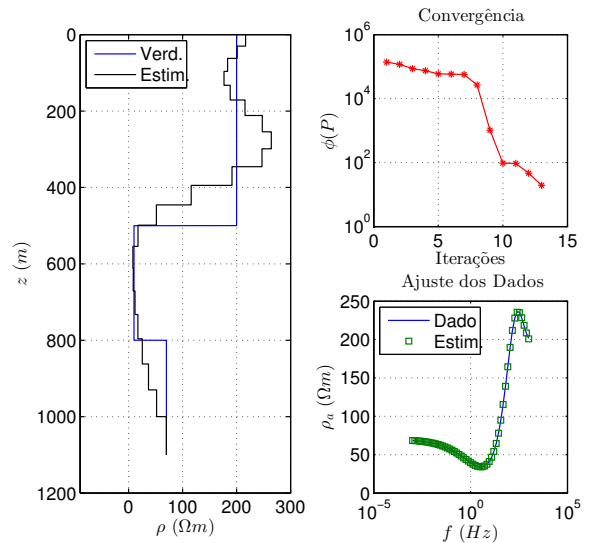 0
200
400
600
800
1000
1200
z (m)
0
100
200
300
ρ (Ωm)
Verd.
Estim.
Convergência
10^6
10^4
10^2
10^0
ϕ(P)
0
5
10
15
Iterações
Ajuste dos Dados
250
200
150
100
50
0
ρ_a (Ωm)
Dado
Estim.
10^−5
10^0
10^5
f (Hz)